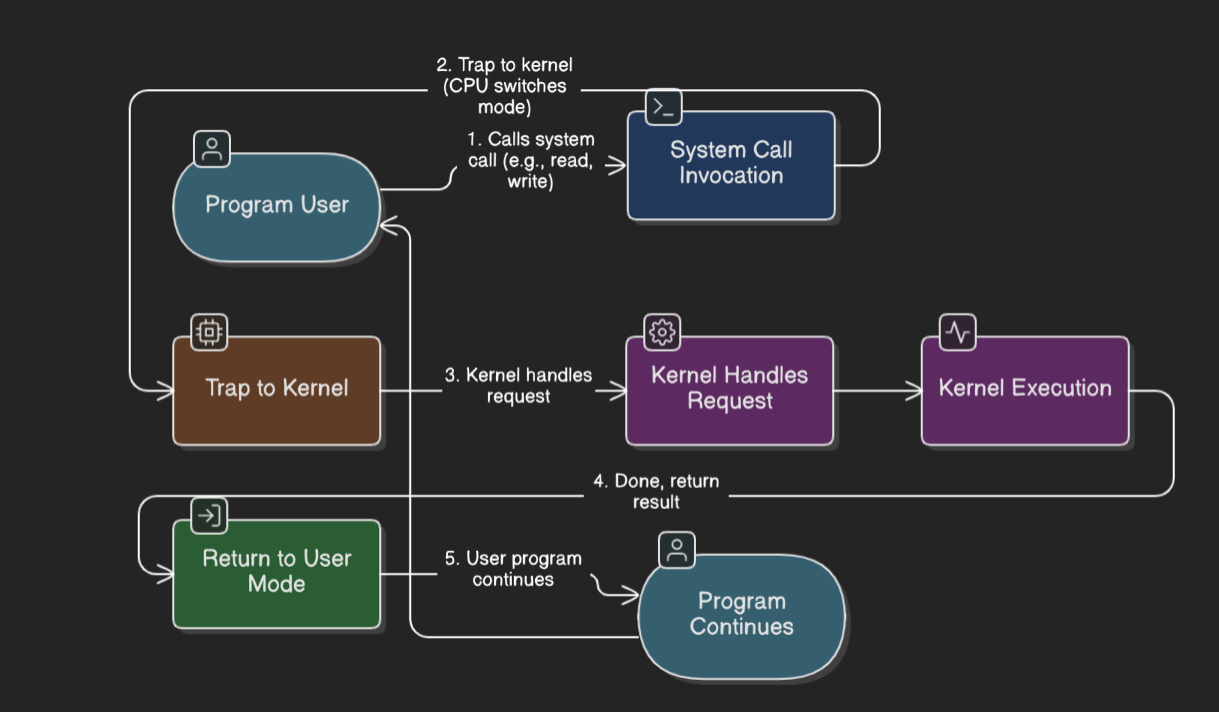 2. Trap to kernel
(CPU switches
mode)
1. Calls system
call (e.g., read,
write)
System Call
Invocation
Program User
Trap to Kernel
3. Kernel handles
request
Kernel Handles
Request
Kernel Execution
4. Done, return
result
Return to User
Mode
5. User program
continues
Program
Continues